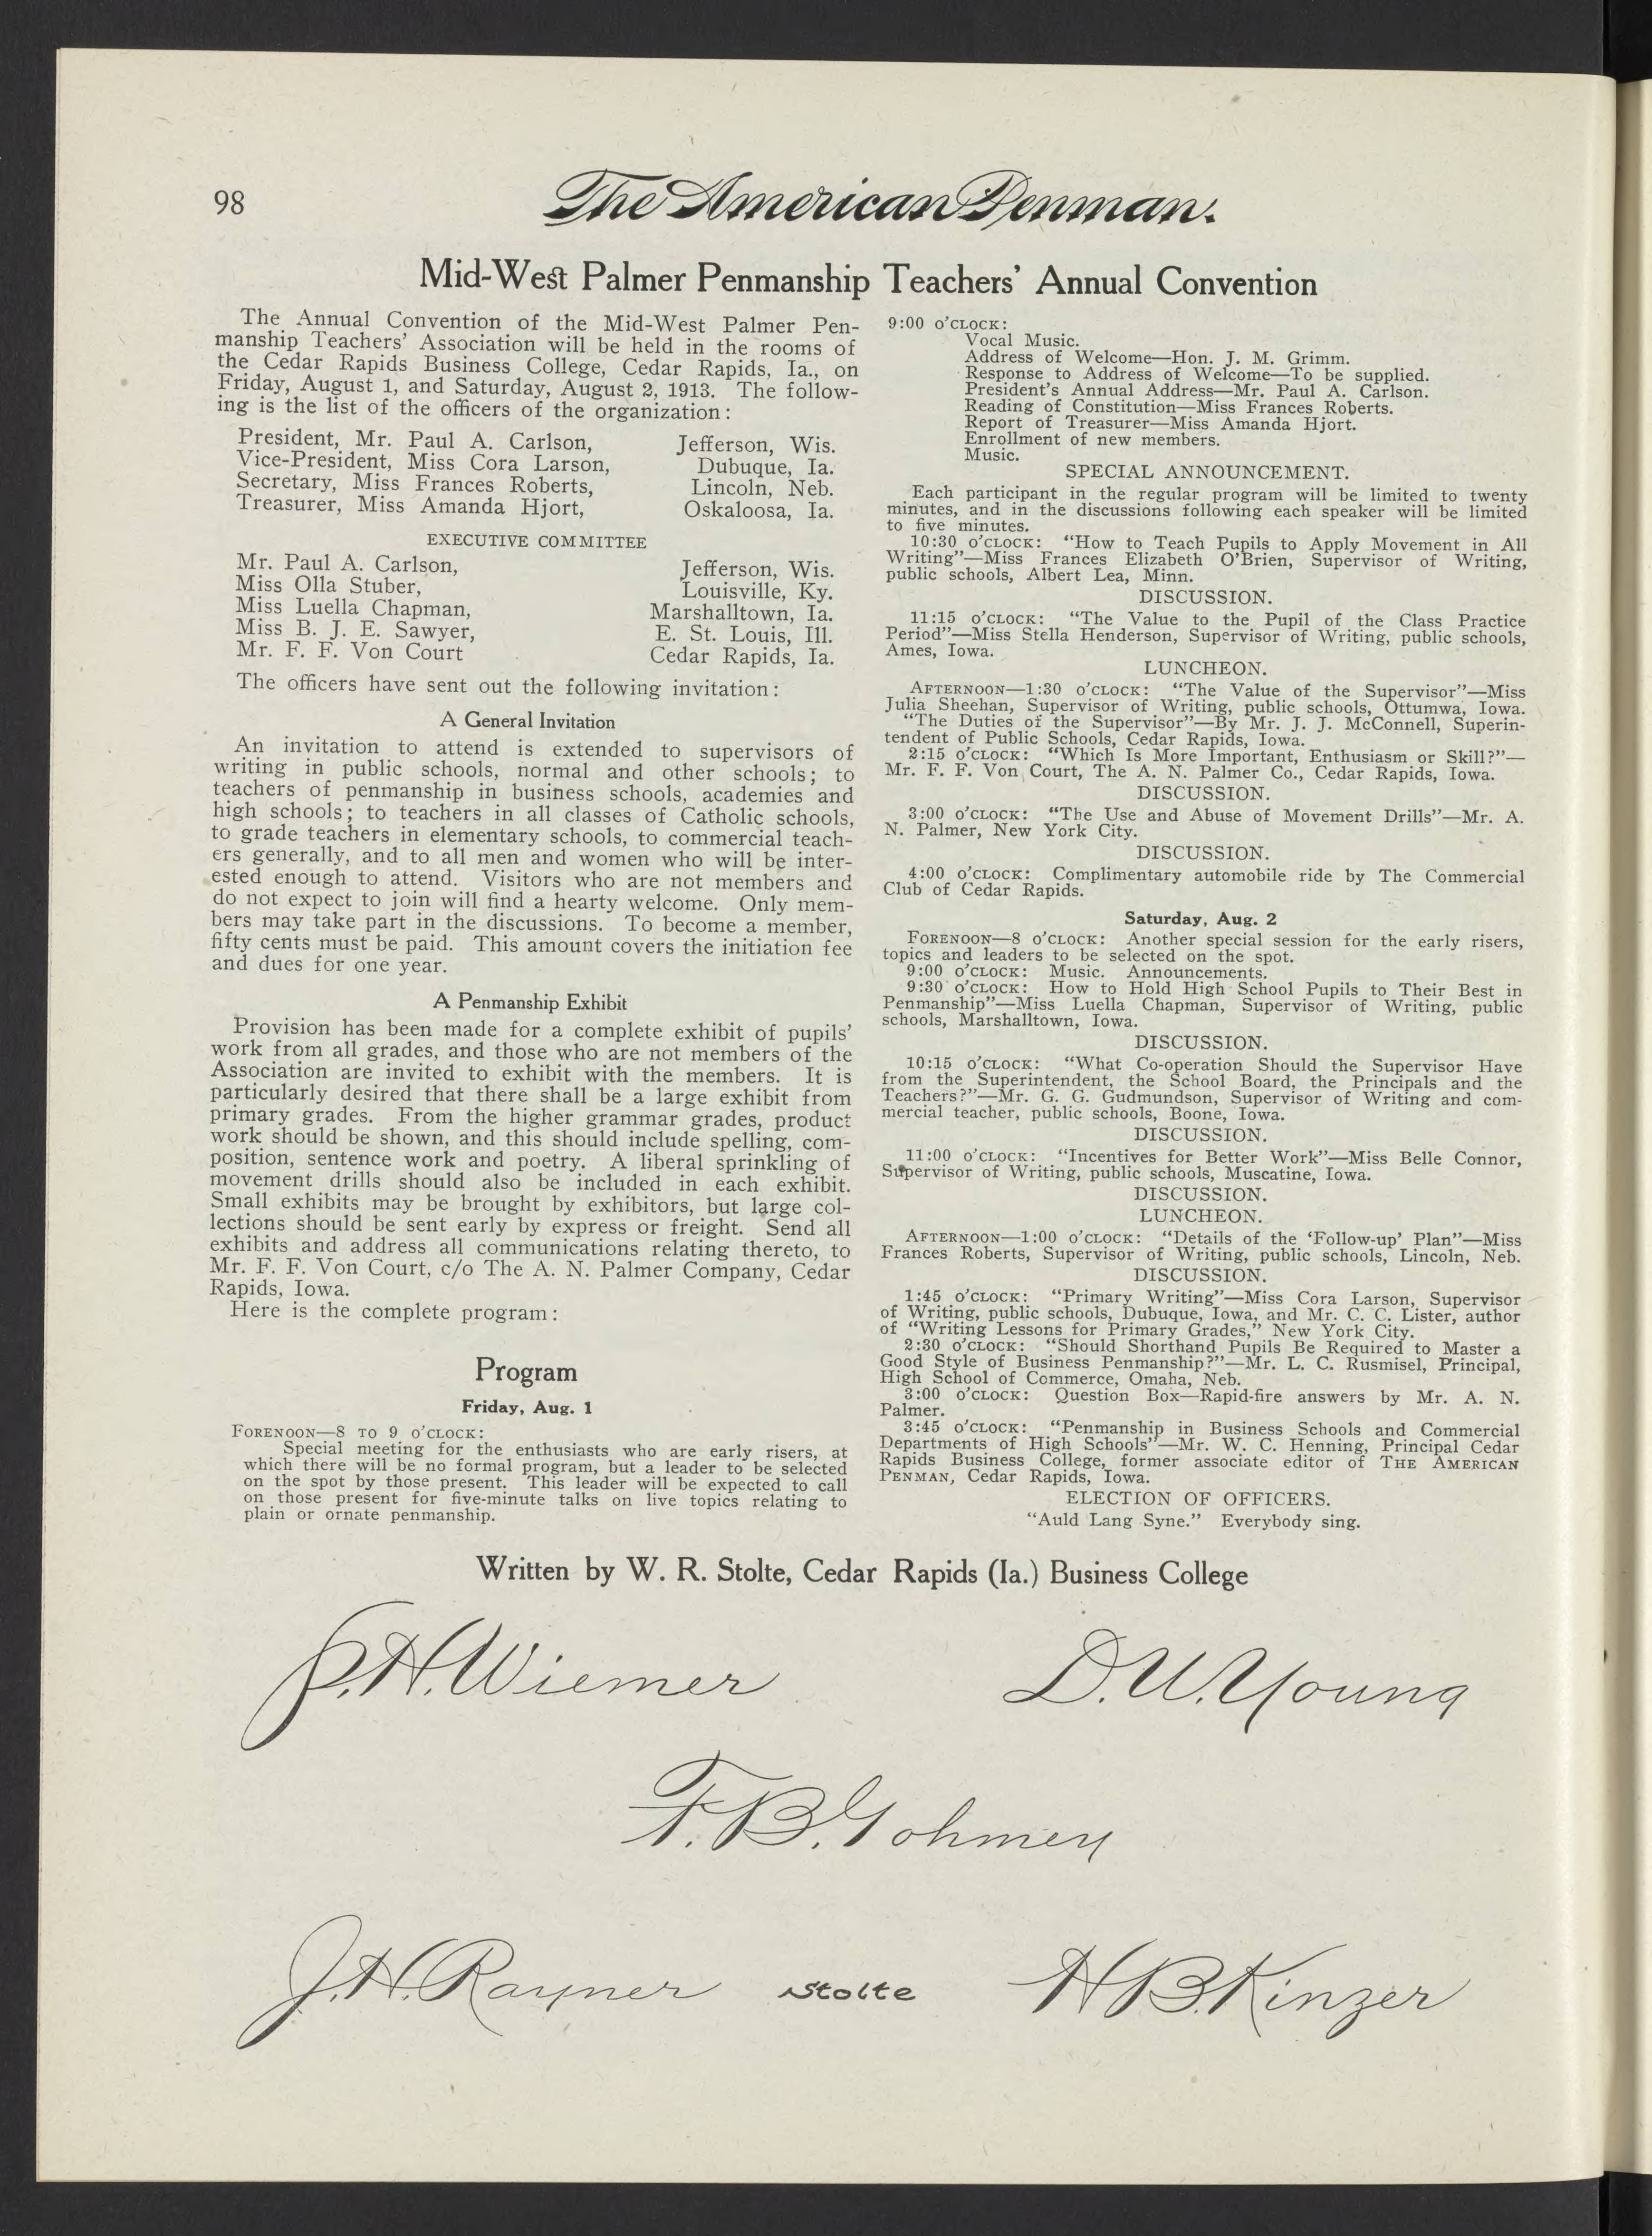 98
The American Penman.
Mid-West Palmer Penmanship Teachers' Annual Convention
The Annual Convention of the Mid-West Palmer Pen-
manship Teachers' Association will be held in the rooms of
the Cedar Rapids Business College, Cedar Rapids, Ia., on
Friday, August 1, and Saturday, August 2, 1913. The follow-
ing is the list of the officers of the organization:
President, Mr. Paul A. Carlson, Jefferson, Wis.
Vice-President, Miss Cora Larson, Dubuque, Ia.
Secretary, Miss Frances Roberts, Lincoln, Neb.
Treasurer, Miss Amanda Hjort, Oskaloosa, Ia.
EXECUTIVE COMMITTEE
Mr. Paul A. Carlson, Jefferson, Wis.
Miss Olla Stuber, Louisville, Ky.
Miss Luella Chapman, Marshalltown, Ia.
Miss B. J. E. Sawyer, E. St. Louis, Ill.
Mr. F. F. Von Court Cedar Rapids, Ia.
The officers have sent out the following invitation:
A General Invitation
An invitation to attend is extended to supervisors of
writing in public schools, normal and other schools; to
teachers of penmanship in business schools, academies and
high schools; to teachers in all classes of Catholic schools,
to grade teachers in elementary schools, to commercial teach-
ers generally, and to all men and women who will be inter-
ested enough to attend. Visitors who are not members and
do not expect to join will find a hearty welcome. Only mem-
bers may take part in the discussions. To become a member,
fifty cents must be paid. This amount covers the initiation fee
and dues for one year.
A Penmanship Exhibit
Provision has been made for a complete exhibit of pupils'
work from all grades, and those who are not members of the
Association are invited to exhibit with the members. It is
particularly desired that there shall be a large exhibit from
primary grades. From the higher grammar grades, product
work should be shown, and this should include spelling, com-
position, sentence work and poetry. A liberal sprinkling of
movement drills should also be included in each exhibit.
Small exhibits may be brought by exhibitors, but large col-
lections should be sent early by express or freight. Send all
exhibits and address all communications relating thereto, to
Mr. F. F. Von Court, c/o The A. N. Palmer Company, Cedar
Rapids, Iowa.
Here is the complete program:
Program
Friday, Aug. 1
FORENOON—8 TO 9 O'CLOCK:
Special meeting for the enthusiasts who are early risers, at
which there will be no formal program, but a leader to be selected
on the spot by those present. This leader will be expected to call
on those present for five-minute talks on live topics relating to
plain or ornate penmanship.
9:00 O'CLOCK:
Vocal Music.
Address of Welcome—Hon. J. M. Grimm.
Response to Address of Welcome—To be supplied.
President's Annual Address—Mr. Paul A. Carlson.
Reading of Constitution—Miss Frances Roberts.
Report of Treasurer—Miss Amanda Hjort.
Enrollment of new members.
Music.
SPECIAL ANNOUNCEMENT.
Each participant in the regular program will be limited to twenty
minutes, and in the discussions following each speaker will be limited
to five minutes.
10:30 O'CLOCK: "How to Teach Pupils to Apply Movement in All
Writing"—Miss Frances Elizabeth O'Brien, Supervisor of Writing,
public schools, Albert Lea, Minn.
DISCUSSION.
11:15 O'CLOCK: "The Value to the Pupil of the Class Practice
Period"—Miss Stella Henderson, Supervisor of Writing, public schools,
Ames, Iowa.
LUNCHEON.
AFTERNOON—1:30 O'CLOCK: "The Value of the Supervisor"—Miss
Julia Sheehan, Supervisor of Writing, public schools, Ottumwa, Iowa.
"The Duties of the Supervisor"—By Mr. J. J. McConnell, Superin-
tendent of Public Schools, Cedar Rapids, Iowa.
2:15 O'CLOCK: "Which Is More Important, Enthusiasm or Skill?"—
Mr. F. F. Von Court, The A. N. Palmer Co., Cedar Rapids, Iowa.
DISCUSSION.
3:00 O'CLOCK: "The Use and Abuse of Movement Drills"—Mr. A.
N. Palmer, New York City.
DISCUSSION.
4:00 O'CLOCK: Complimentary automobile ride by The Commercial
Club of Cedar Rapids.
Saturday, Aug. 2
FORENOON—8 O'CLOCK: Another special session for the early risers,
topics and leaders to be selected on the spot.
9:00 O'CLOCK: Music. Announcements.
9:30 O'CLOCK: How to Hold High School Pupils to Their Best in
Penmanship"—Miss Luella Chapman, Supervisor of Writing, public
schools, Marshalltown, Iowa.
DISCUSSION.
10:15 O'CLOCK: "What Co-operation Should the Supervisor Have
from the Superintendent, the School Board, the Principals and the
Teachers?"—Mr. G. G. Gudmundson, Supervisor of Writing and com-
mercial teacher, public schools, Boone, Iowa.
DISCUSSION.
11:00 O'CLOCK: "Incentives for Better Work"—Miss Belle Connor,
Supervisor of Writing, public schools, Muscatine, Iowa.
DISCUSSION.
LUNCHEON.
AFTERNOON—1:00 O'CLOCK: "Details of the 'Follow-up' Plan"—Miss
Frances Roberts, Supervisor of Writing, public schools, Lincoln, Neb.
DISCUSSION.
1:45 O'CLOCK: "Primary Writing"—Miss Cora Larson, Supervisor
of Writing, public schools, Dubuque, Iowa, and Mr. C. C. Lister, author
of "Writing Lessons for Primary Grades," New York City.
2:30 O'CLOCK: "Should Shorthand Pupils Be Required to Master a
Good Style of Business Penmanship?"—Mr. L. C. Rusmisel, Principal,
High School of Commerce, Omaha, Neb.
3:00 O'CLOCK: Question Box—Rapid-fire answers by Mr. A. N.
Palmer.
3:45 O'CLOCK: "Penmanship in Business Schools and Commercial
Departments of High Schools"—Mr. W. C. Henning, Principal Cedar
Rapids Business College, former associate editor of THE AMERICAN
PENMAN, Cedar Rapids, Iowa.
ELECTION OF OFFICERS.
"Auld Lang Syne." Everybody sing.
Written by W. R. Stolte, Cedar Rapids (Ia.) Business College
P.H. Wiemer
D.W. Young
F.B. Gohmey
J.H. Rayner
Stolte
H.B. Kinzer